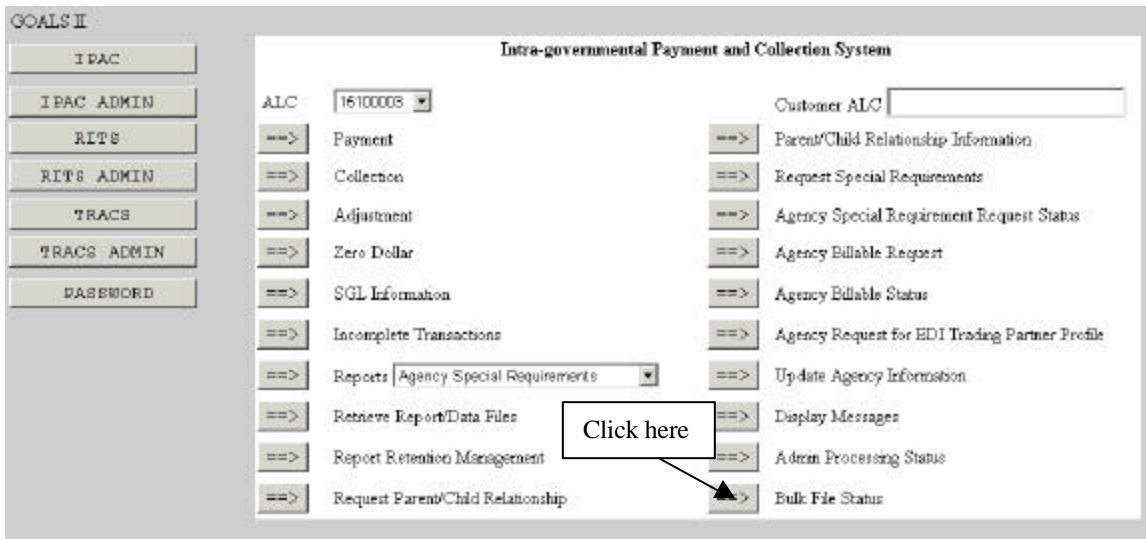 GOALS II
IPAC
IPAC ADMIN
RITS
RITS ADMIN
TRACS
TRACS ADMIN
PASSWORD
Intra-governmental Payment and Collection System
ALC 16100003 Customer ALC
==> Payment ==> Parent/Child Relationship Information
==> Collection ==> Request Special Requirements
==> Adjustment ==> Agency Special Requirement Request Status
==> Zero Dollar ==> Agency Billable Request
==> SGL Information ==> Agency Billable Status
==> Incomplete Transactions ==> Agency Request for EDI Trading Partner Profile
==> Reports Agency Special Requirements ==> Update Agency Information
==> Retrieve Report/Data Files ==> Display Messages
Click here
==> Report Retention Management ==> Admin Processing Status
==> Request Parent/Child Relationship ==> Bulk File Status